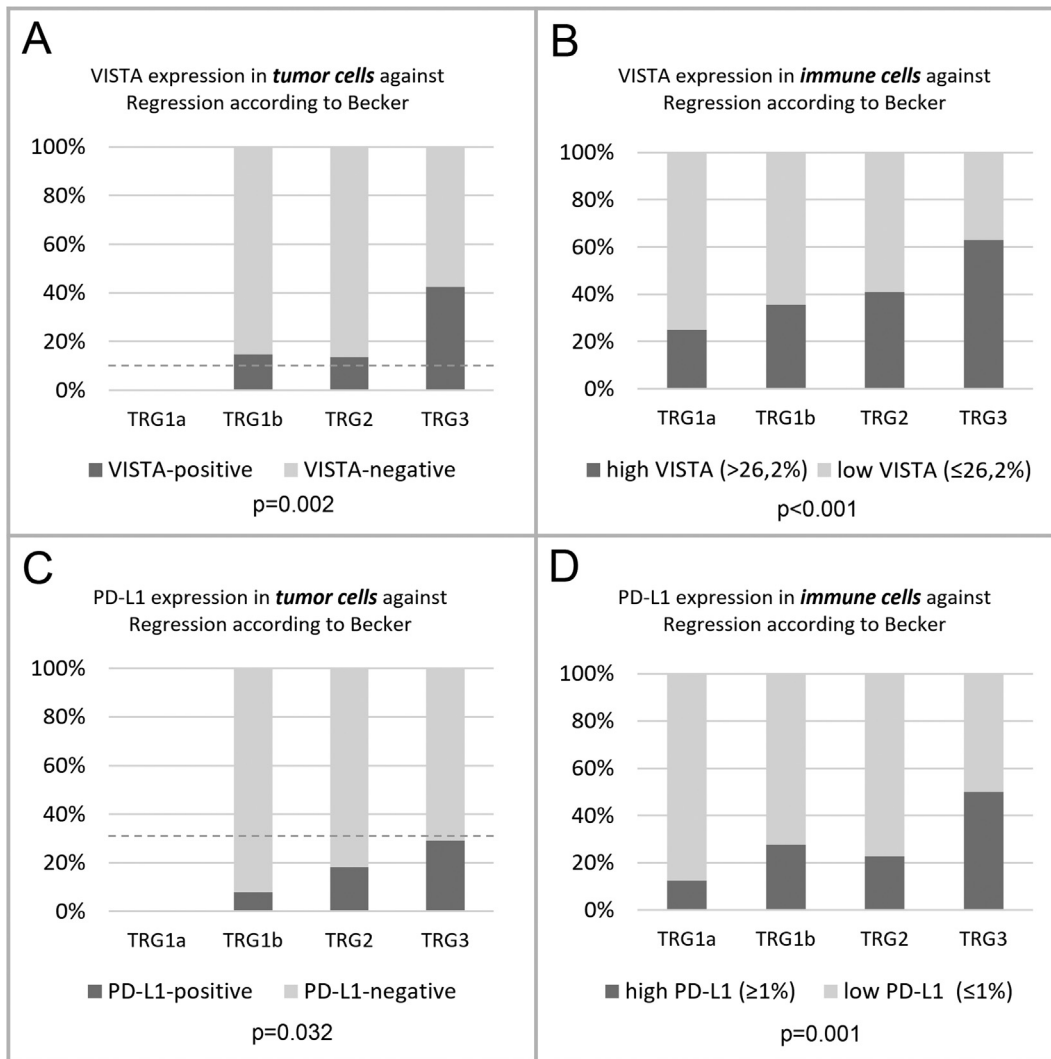 A
VISTA expression in tumor cells against
Regression according to Becker
100%
80%
60%
40%
20%
0%
TRG1a TRG1b TRG2 TRG3
VISTA-positive VISTA-negative
p=0.002
B
VISTA expression in immune cells against
Regression according to Becker
100%
80%
60%
40%
20%
0%
TRG1a TRG1b TRG2 TRG3
high VISTA (>26,2%) low VISTA (≤26,2%)
p<0.001
C
PD-L1 expression in tumor cells against
Regression according to Becker
100%
80%
60%
40%
20%
0%
TRG1a TRG1b TRG2 TRG3
PD-L1-positive PD-L1-negative
p=0.032
D
PD-L1 expression in immune cells against
Regression according to Becker
100%
80%
60%
40%
20%
0%
TRG1a TRG1b TRG2 TRG3
high PD-L1 (≥1%) low PD-L1 (≤1%)
p=0.001